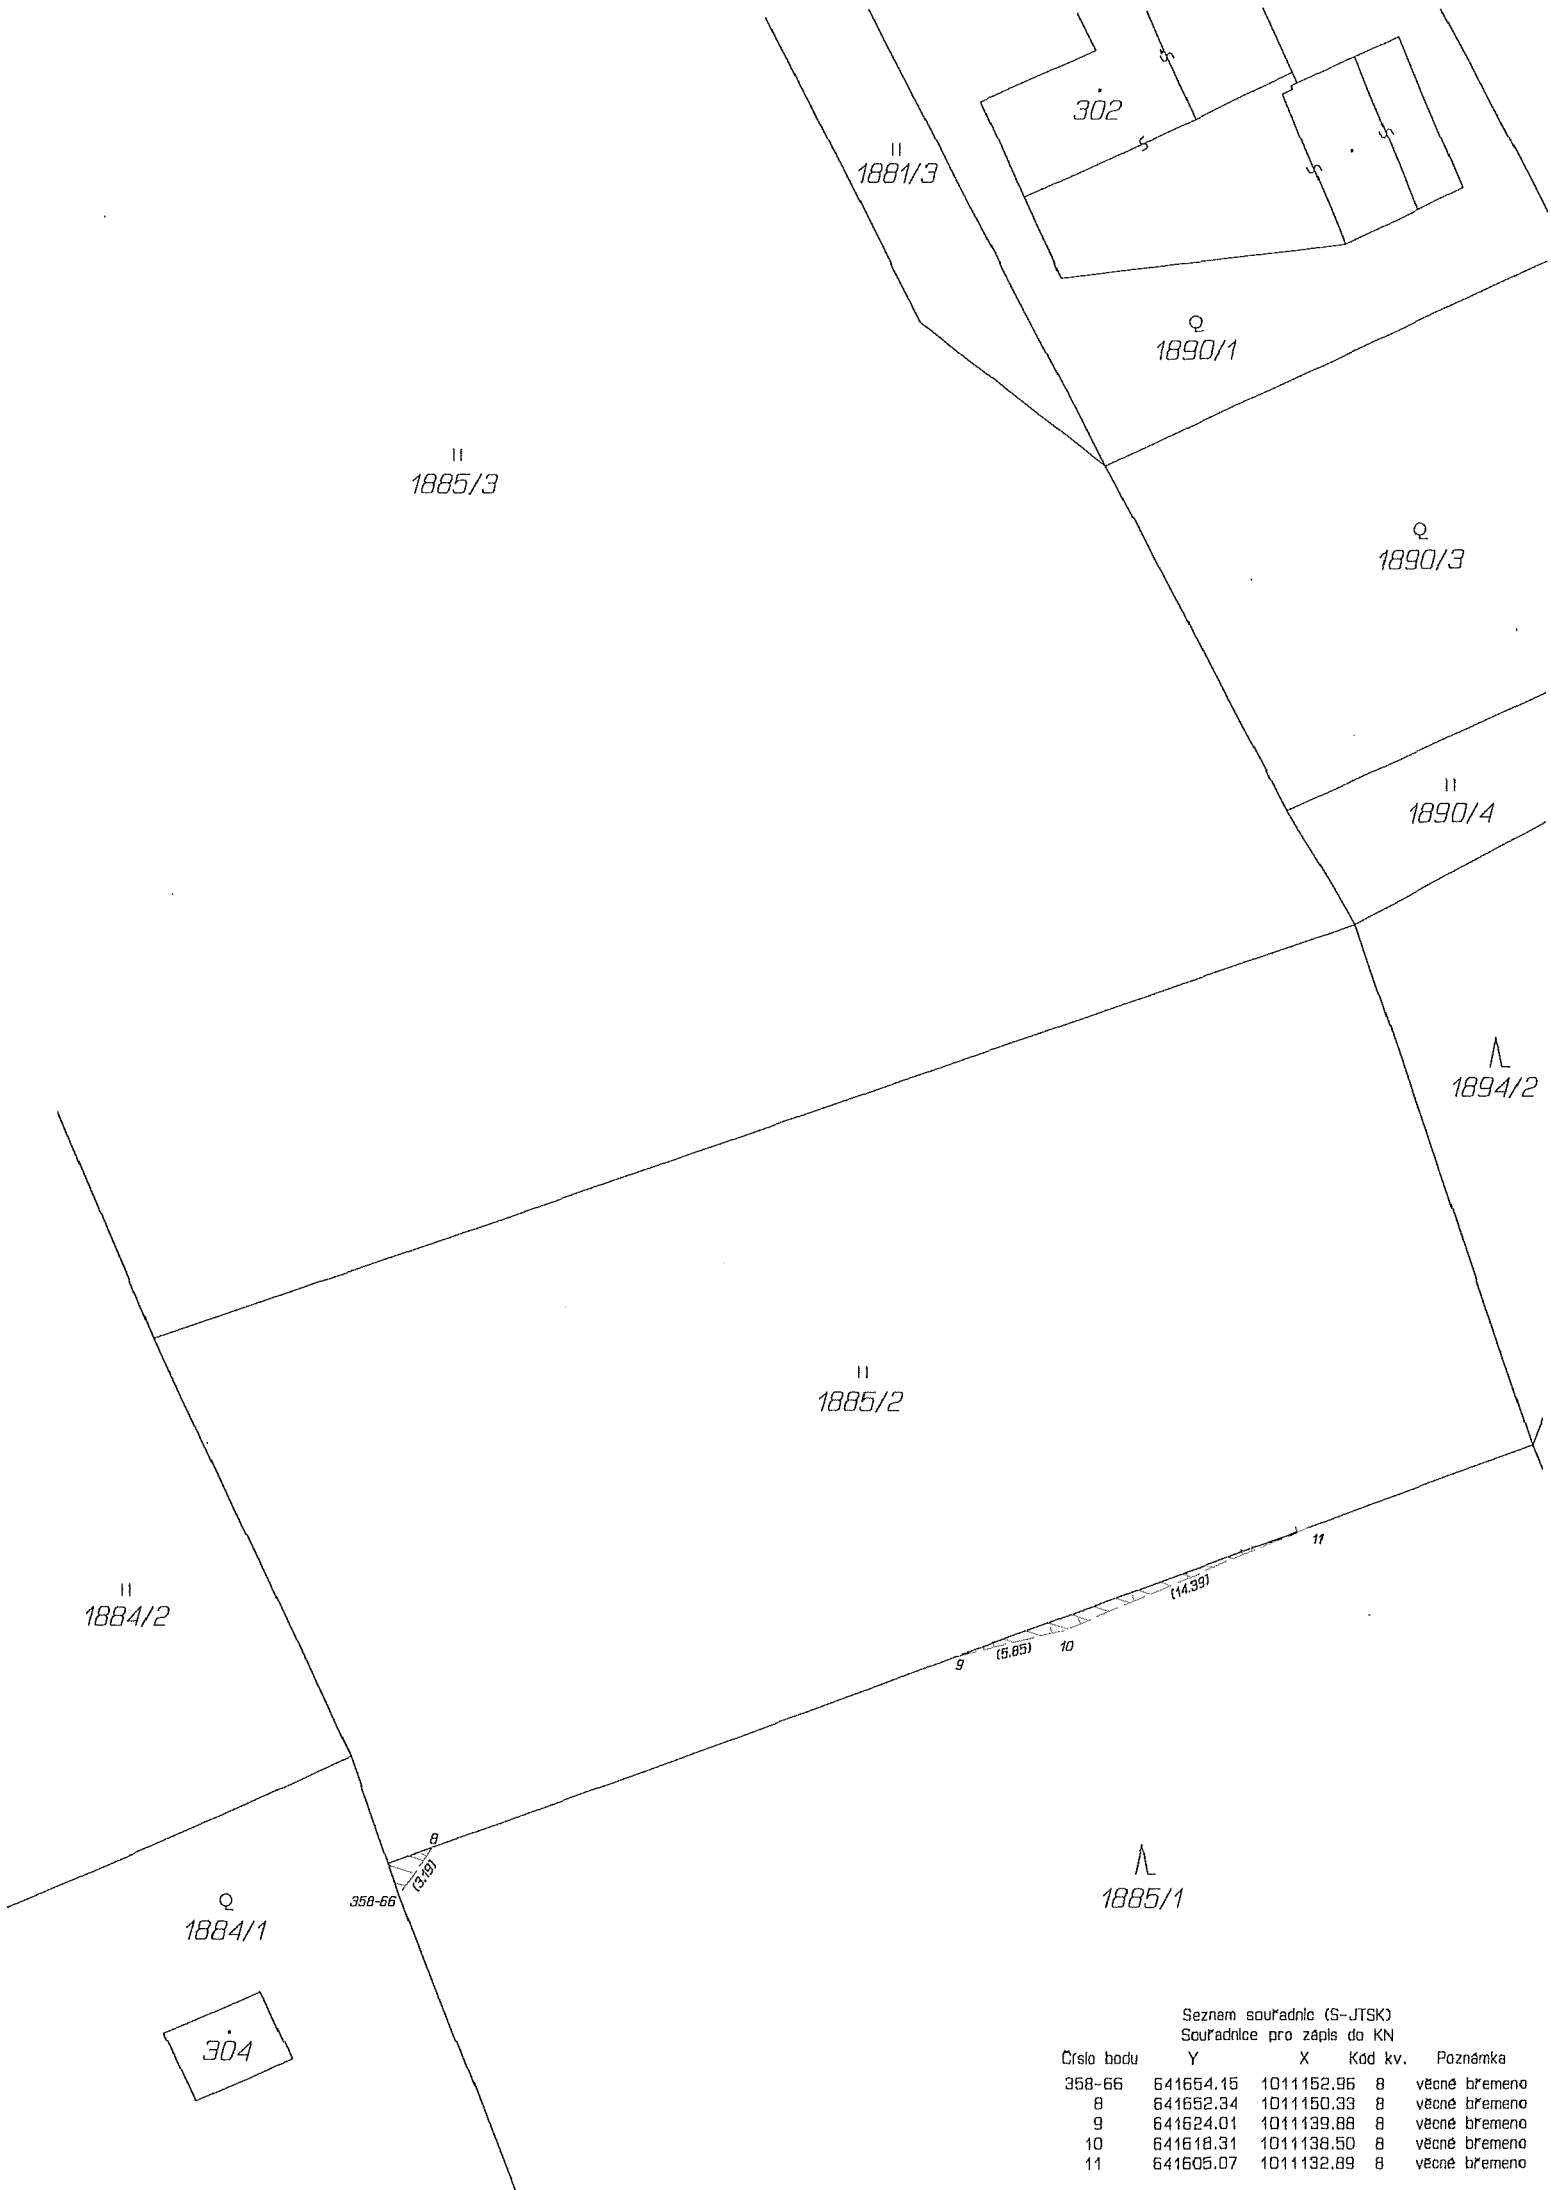 302
1881/3
1890/1
1885/3
1890/3
1890/4
1894/2
1885/2
11
(14.39)
1884/2
(5.85)
10
9
8
(3.19)
358-66
1885/1
1884/1
304
Seznam souřadnic (S-JTSK)
Souřadnice pro zápis do KN
Číslo bodu Y X Kód kv. Poznámka
358-66 641654.15 1011152.96 8 věcné břemeno
8 641652.34 1011150.33 8 věcné břemeno
9 641624.01 1011139.88 8 věcné břemeno
10 641618.31 1011138.50 8 věcné břemeno
11 641605.07 1011132.89 8 věcné břemeno